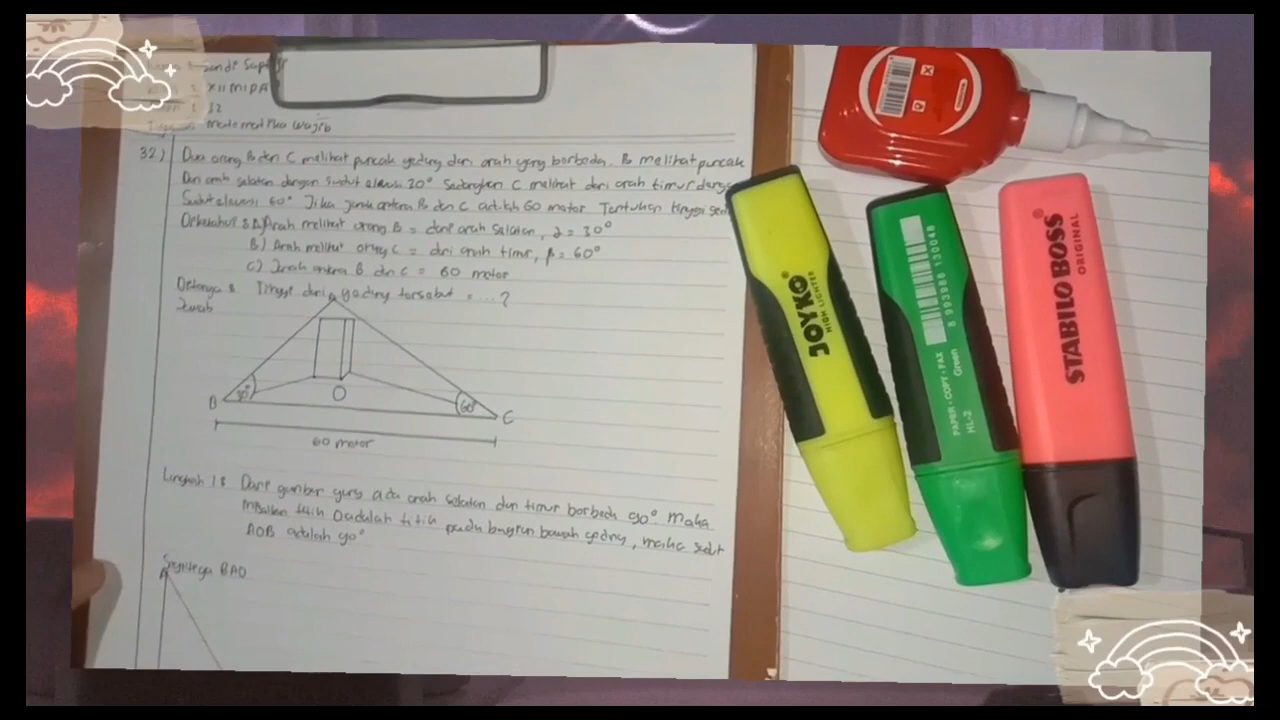 XII MIPA
: 32
Matematika Wajib
32) Dua orang B dan C melihat puncak gedung dari arah yang berbeda. B melihat puncak
Dari arah selatan dengan sudut elevasi 30° Sedangkan C melihat dari arah timur dengan
Sudut elevasi 60° Jika jarak antara B dan C adalah 60 meter Tentukan tinggi
Diketahui : A) Arah melihat orang B = dari arah selatan, α = 30°
B) Arah melihat orang C = dari arah timur, β = 60°
C) Jarak antara B dan C = 60 meter
Ditanya : Tinggi dari gedung tersebut = .... ?
Jawab
A
30°
60°
B
O
C
60 meter
Langkah 1 : Dari gambar yang ada arah selatan dan timur berbeda 90° maka
misalkan titik O adalah titik pada bagian bawah gedung, maka sudut
AOB adalah 90°
Segitiga BAO
A
JOYKO
HIGH LIGHTER
PAPER • COPY • FAX
Green
HL-2
8 993988 130048
STABILO BOSS
ORIGINAL